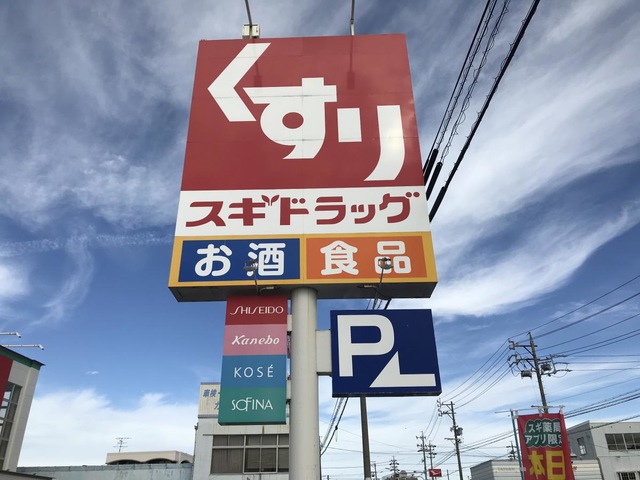 くすり
スギドラッグ
お酒 食品
SHISEIDO
Kanebo
KOSÉ
SOFINA
P
スギ薬局
アプリ限定
本日